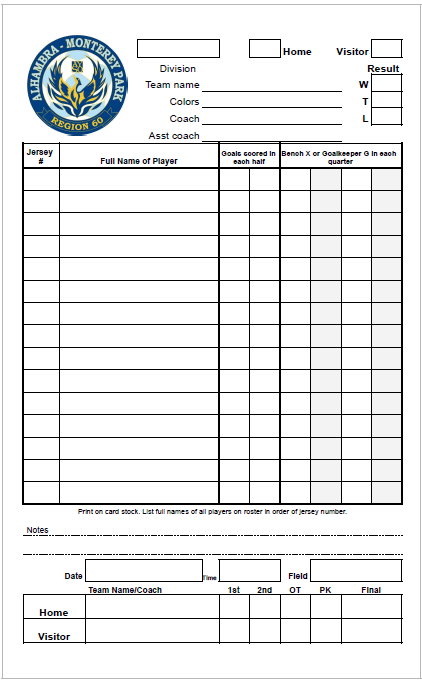 ALHAMBRA - MONTEREY PARK
AYSO
REGION 60
Home Visitor
Division Result
Team name W
Colors T
Coach L
Asst coach
Jersey # Full Name of Player Goals scored in each half Bench X or Goalkeeper G in each quarter
Print on card stock. List full names of all players on roster in order of jersey number.
Notes
Date Time Field
Team Name/Coach 1st 2nd OT PK Final
Home
Visitor